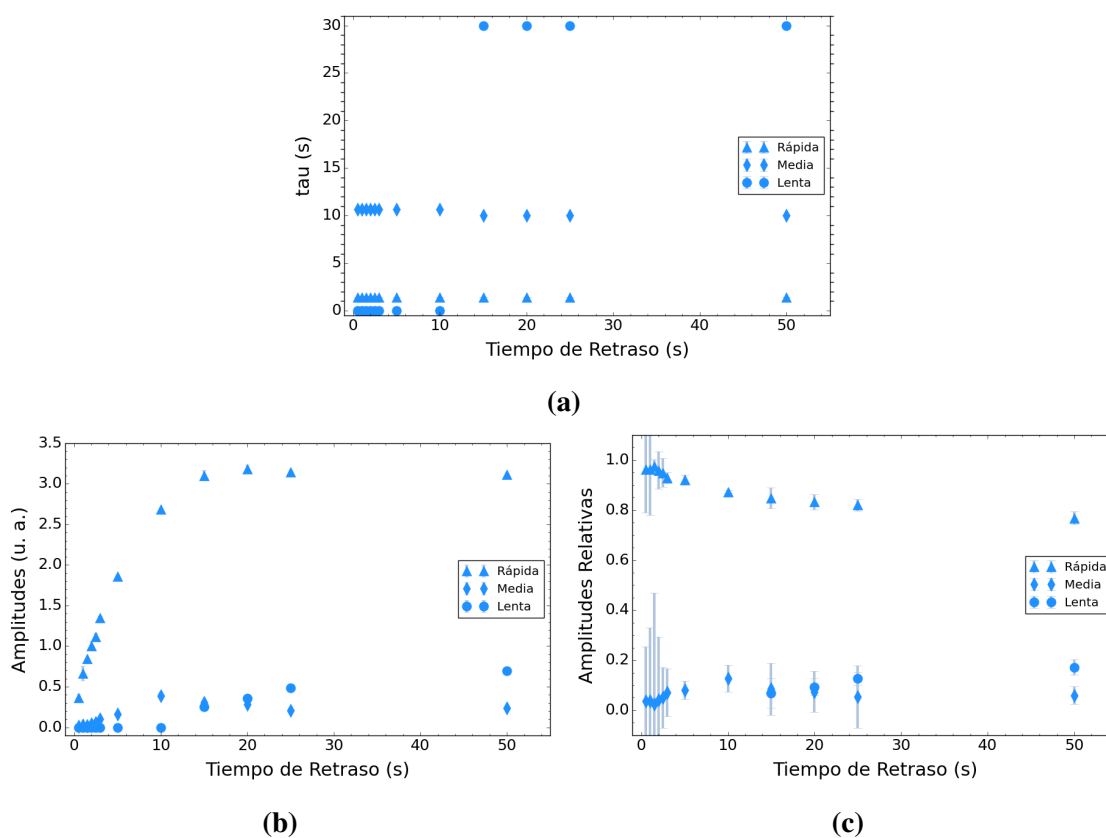 30
25
20
15
10
5
0
tau (s)
Rápida
Media
Lenta
0 10 20 30 40 50
Tiempo de Retraso (s)
(a)
3.5
3.0
2.5
2.0
1.5
1.0
0.5
0.0
Amplitudes (u. a.)
Rápida
Media
Lenta
0 10 20 30 40 50
Tiempo de Retraso (s)
(b)
1.0
0.8
0.6
0.4
0.2
0.0
Amplitudes Relativas
Rápida
Media
Lenta
0 10 20 30 40 50
Tiempo de Retraso (s)
(c)